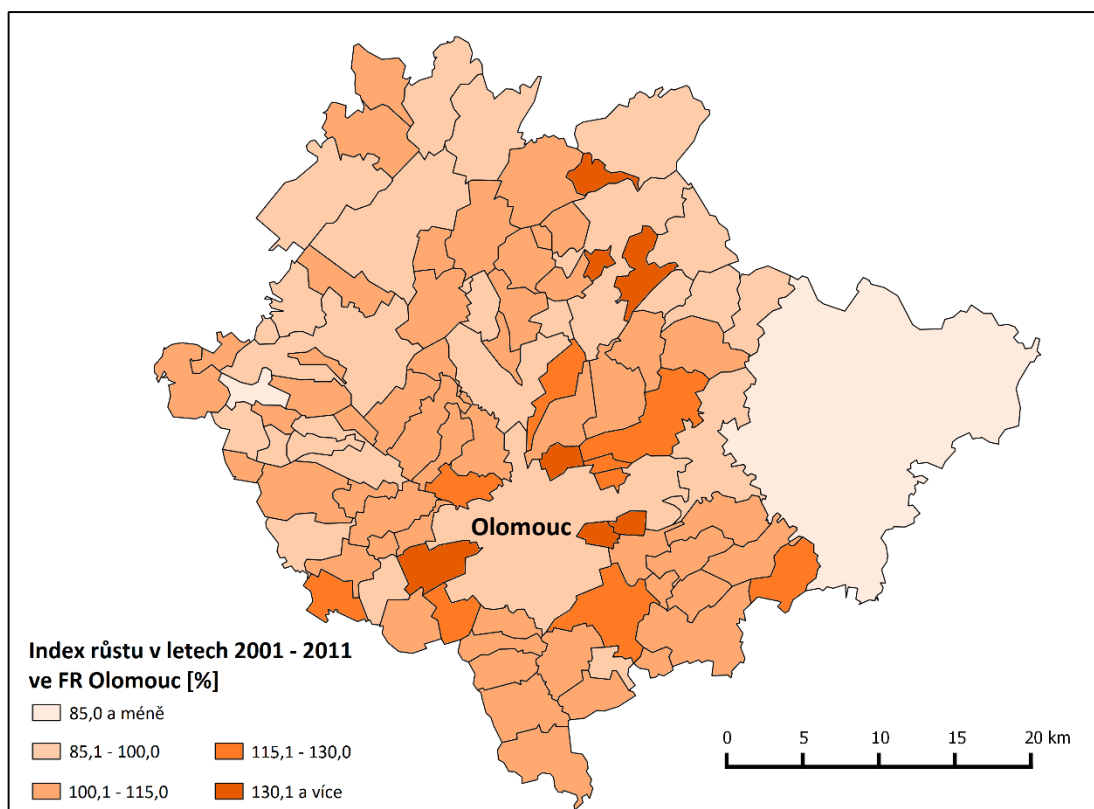 Olomouc
Index růstu v letech 2001 - 2011
ve FR Olomouc [%]
85,0 a méně
85,1 - 100,0
115,1 - 130,0
100,1 - 115,0
130,1 a více
0 5 10 15 20 km